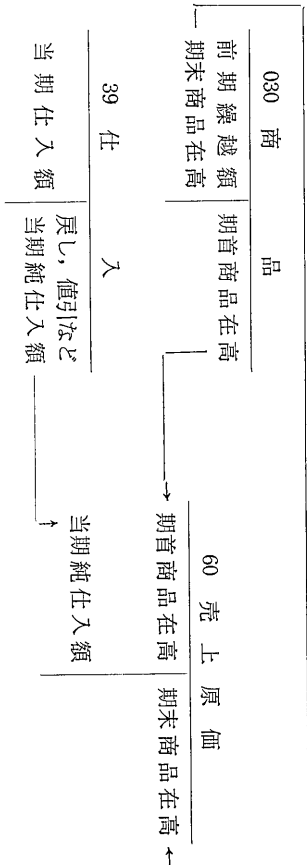 030 商品
前期繰越額 期首商品在高
期末商品在高
39 仕入
当期仕入額 戻し，値引など
当期純仕入額
60 売上原価
期首商品在高 期末商品在高
当期純仕入額